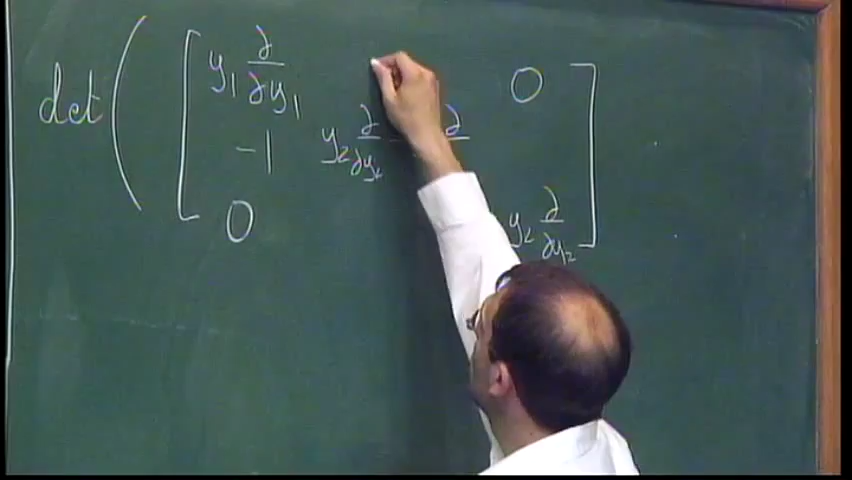 det ( [ y₁ ∂/∂y₁ 0
-1 y₂ ∂/∂y₂ - ∂
0 y₂ ∂/∂y₂ ]